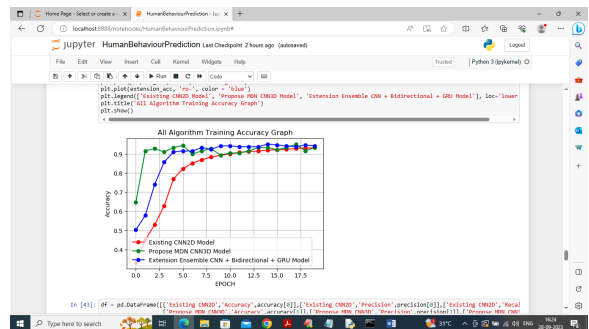 Home Page - Select or create a n
HumanBehaviourPrediction - Jup
localhost:8888/notebooks/HumanBehaviourPrediction.ipynb#
jupyter HumanBehaviourPrediction Last Checkpoint: 2 hours ago (autosaved)
Logout
File Edit View Insert Cell Kernel Widgets Help
Trusted
Python 3 (ipykernel)
Run
Code
plt.plot(extension_acc, 'ro-', color = 'blue')
plt.legend(['Existing CNN2D Model', 'Propose MDN CNN3D Model', 'Extension Ensemble CNN + Bidirectional + GRU Model'], loc='lower
plt.title('All Algorithm Training Accuracy Graph')
plt.show()
All Algorithm Training Accuracy Graph
0.9
0.8
0.7
0.6
0.5
0.4
Accuracy
Existing CNN2D Model
Propose MDN CNN3D Model
Extension Ensemble CNN + Bidirectional + GRU Model
0.0 2.5 5.0 7.5 10.0 12.5 15.0 17.5
EPOCH
In [43]: df = pd.DataFrame([['Existing CNN2D','Accuracy',accuracy[0]],['Existing CNN2D','Precision',precision[0]],['Existing CNN2D','Recal
['Propose MDN CNN3D','Accuracy',accuracy[1]],['Propose MDN CNN3D','Precision',precision[1]],['Propose MDN CNN3D'
Type here to search
31°C
ENG
16:24
28-09-2023